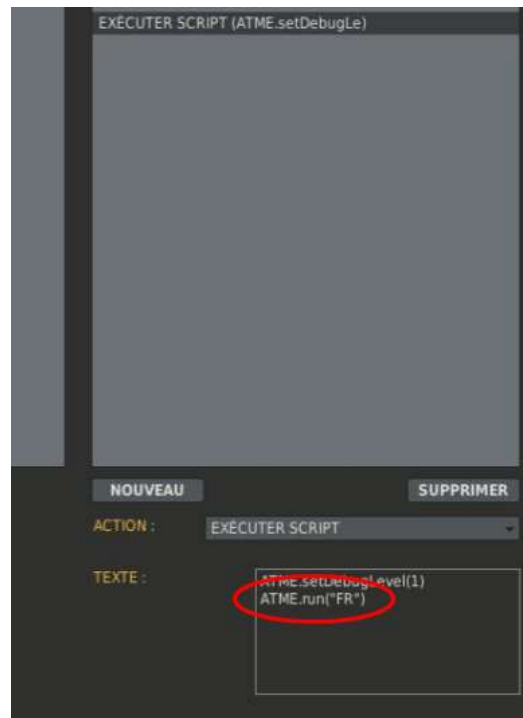 EXÉCUTER SCRIPT (ATME.setDebugLe)
NOUVEAU
SUPPRIMER
ACTION :
EXÉCUTER SCRIPT
TEXTE :
ATME.setDebugLevel(1)
ATME.run("FR")